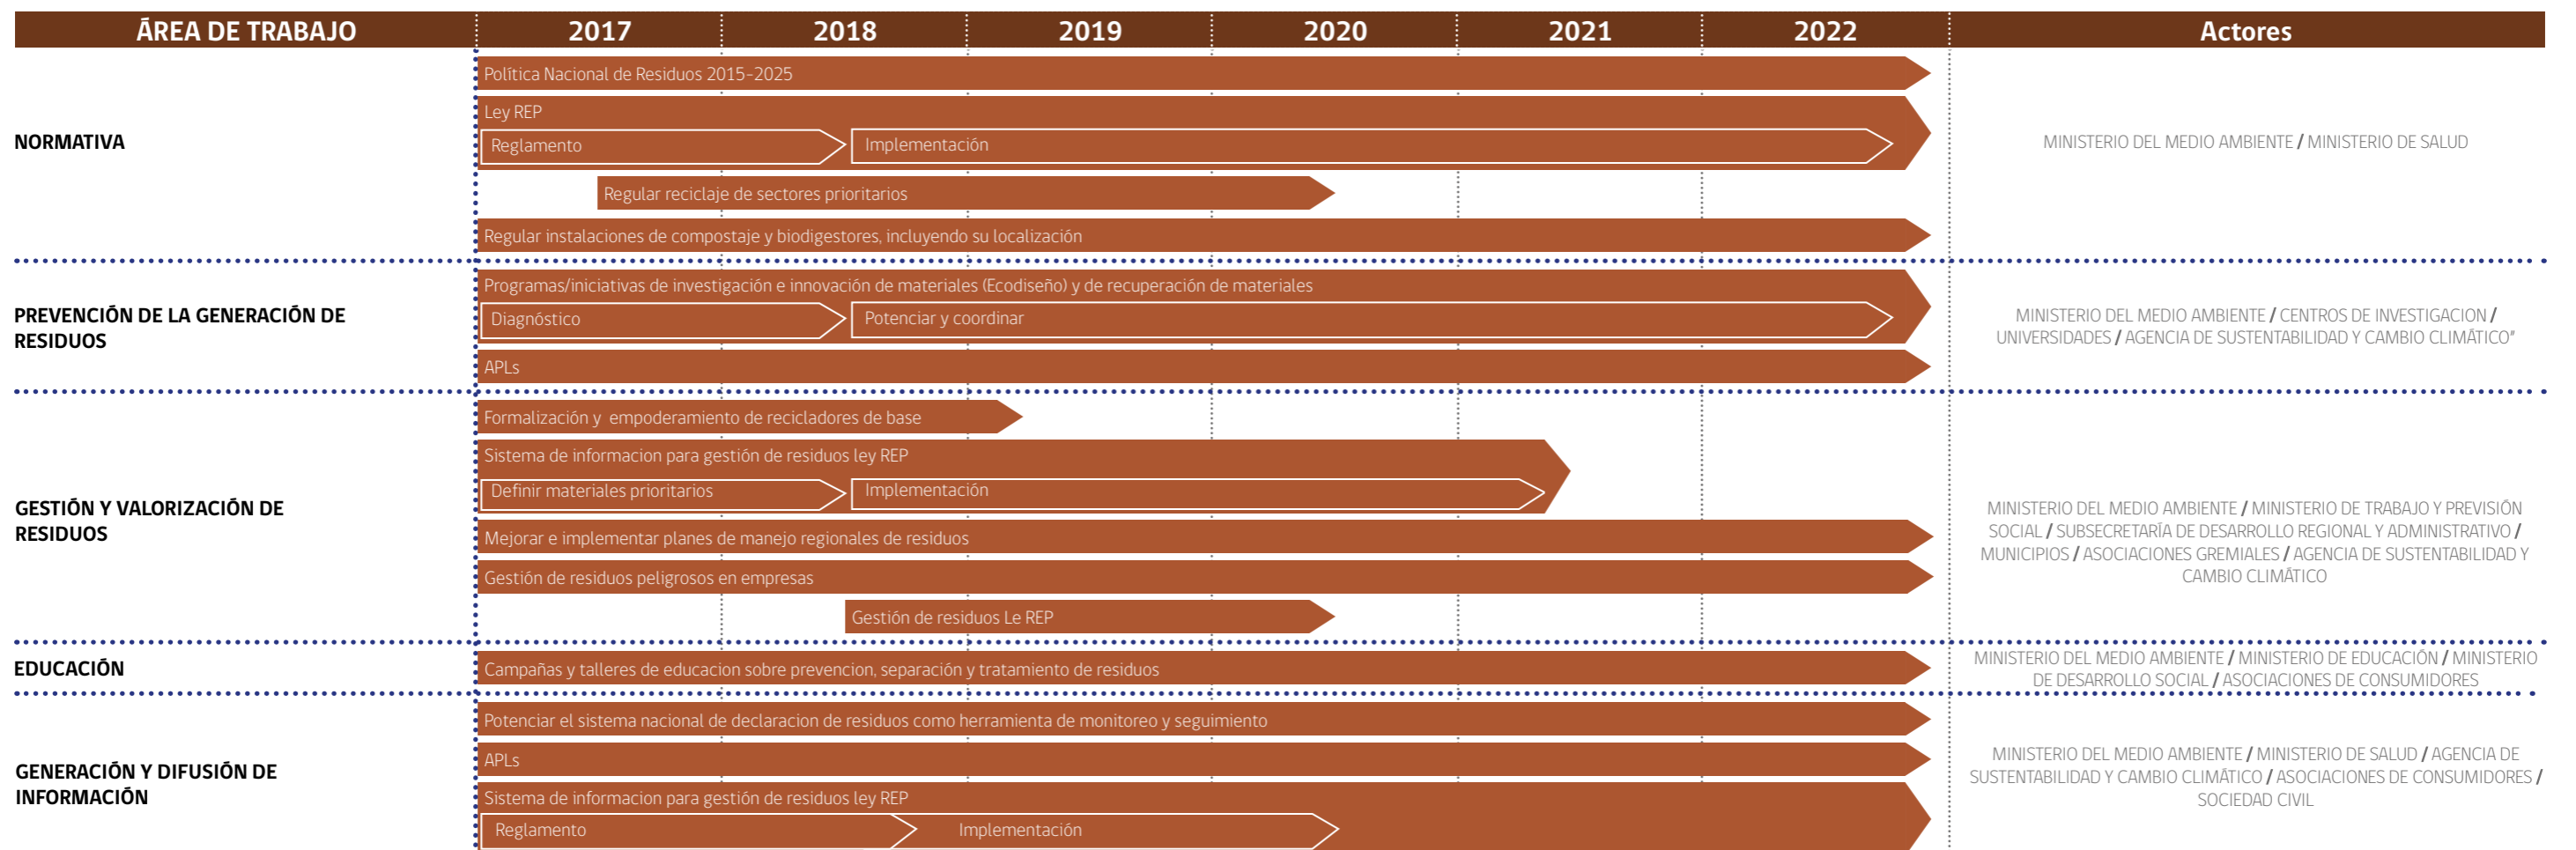 ÁREA DE TRABAJO 2017 2018 2019 2020 2021 2022 Actores
NORMATIVA
Política Nacional de Residuos 2015-2025
Ley REP
Reglamento
Implementación
Regular reciclaje de sectores prioritarios
Regular instalaciones de compostaje y biodigestores, incluyendo su localización
MINISTERIO DEL MEDIO AMBIENTE / MINISTERIO DE SALUD
PREVENCIÓN DE LA GENERACIÓN DE
RESIDUOS
Programas/iniciativas de investigación e innovación de materiales (Ecodiseño) y de recuperación de materiales
Diagnóstico
Potenciar y coordinar
APLs
MINISTERIO DEL MEDIO AMBIENTE / CENTROS DE INVESTIGACION /
UNIVERSIDADES / AGENCIA DE SUSTENTABILIDAD Y CAMBIO CLIMÁTICO"
GESTIÓN Y VALORIZACIÓN DE
RESIDUOS
Formalización y empoderamiento de recicladores de base
Sistema de informacion para gestión de residuos ley REP
Definir materiales prioritarios
Implementación
Mejorar e implementar planes de manejo regionales de residuos
Gestión de residuos peligrosos en empresas
Gestión de residuos Le REP
MINISTERIO DEL MEDIO AMBIENTE / MINISTERIO DE TRABAJO Y PREVISIÓN
SOCIAL / SUBSECRETARÍA DE DESARROLLO REGIONAL Y ADMINISTRATIVO /
MUNICIPIOS / ASOCIACIONES GREMIALES / AGENCIA DE SUSTENTABILIDAD Y
CAMBIO CLIMÁTICO
EDUCACIÓN
Campañas y talleres de educacion sobre prevencion, separación y tratamiento de residuos
MINISTERIO DEL MEDIO AMBIENTE / MINISTERIO DE EDUCACIÓN / MINISTERIO
DE DESARROLLO SOCIAL / ASOCIACIONES DE CONSUMIDORES
GENERACIÓN Y DIFUSIÓN DE
INFORMACIÓN
Potenciar el sistema nacional de declaracion de residuos como herramienta de monitoreo y seguimiento
APLs
Sistema de informacion para gestión de residuos ley REP
Reglamento
Implementación
MINISTERIO DEL MEDIO AMBIENTE / MINISTERIO DE SALUD / AGENCIA DE
SUSTENTABILIDAD Y CAMBIO CLIMÁTICO / ASOCIACIONES DE CONSUMIDORES /
SOCIEDAD CIVIL